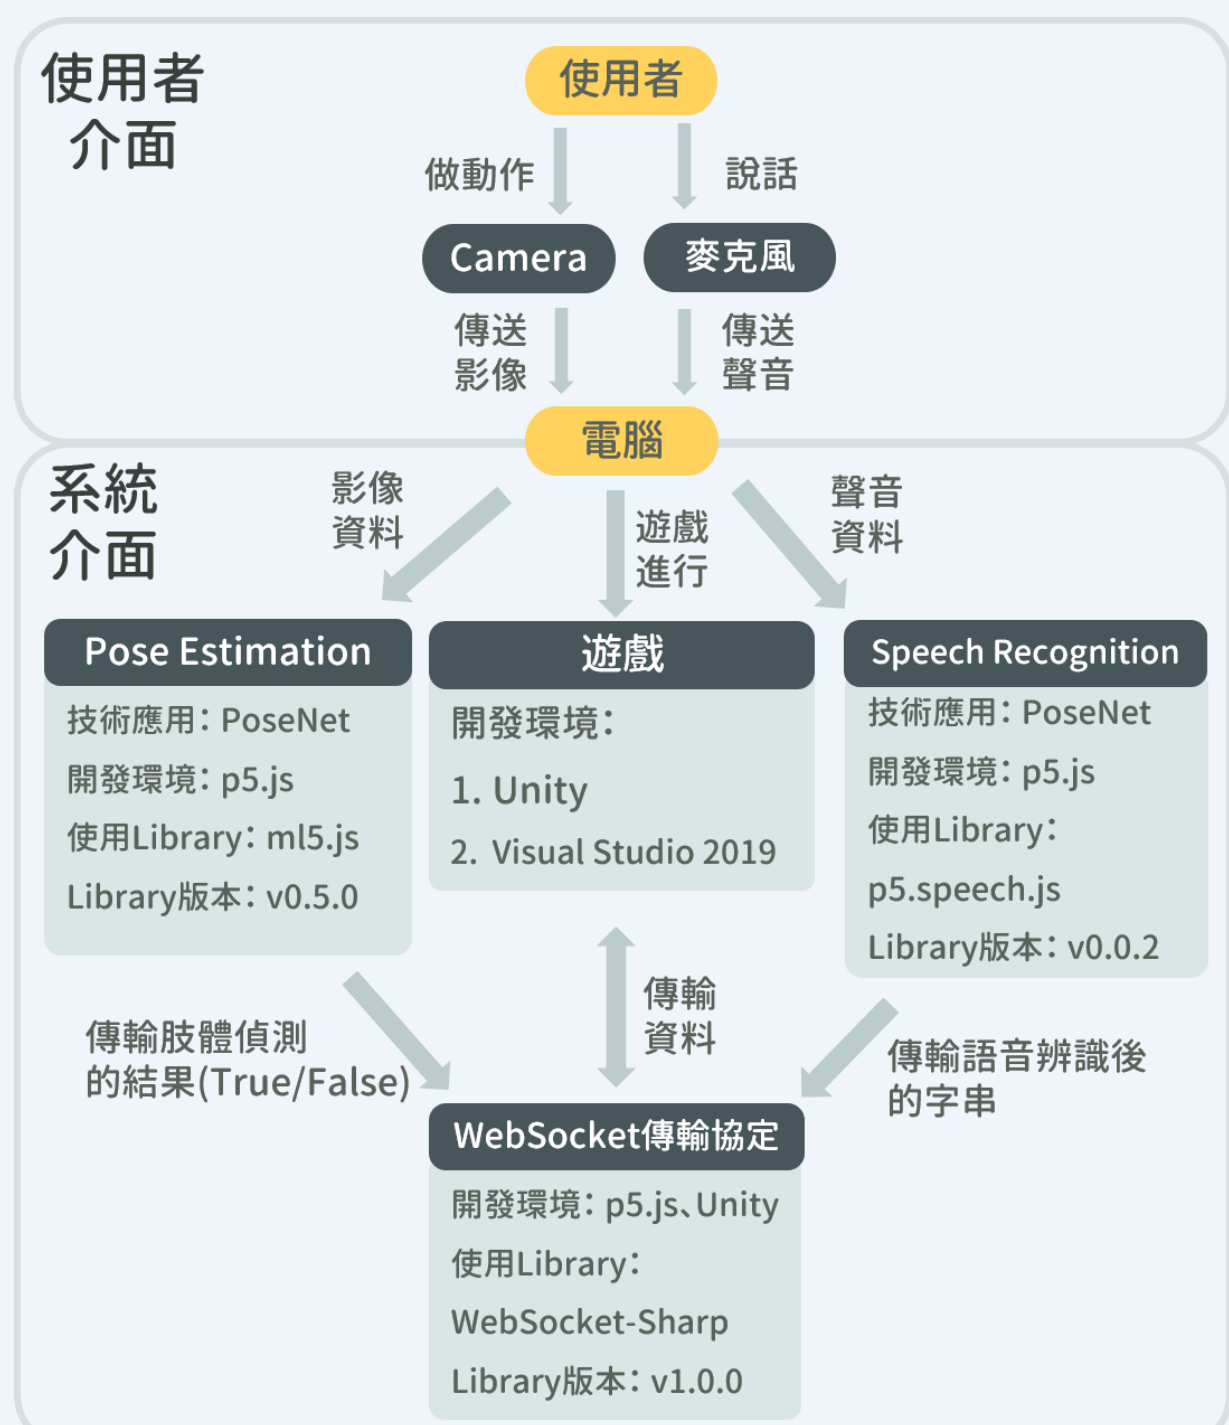 使用者
介面
使用者
做動作
說話
Camera
麥克風
傳送
影像
傳送
聲音
電腦
系統
介面
影像
資料
遊戲
進行
聲音
資料
Pose Estimation
技術應用：PoseNet
開發環境：p5.js
使用Library：ml5.js
Library版本：v0.5.0
遊戲
開發環境：
1. Unity
2. Visual Studio 2019
Speech Recognition
技術應用：PoseNet
開發環境：p5.js
使用Library：
p5.speech.js
Library版本：v0.0.2
傳輸肢體偵測
的結果(True/False)
傳輸
資料
傳輸語音辨識後
的字串
WebSocket傳輸協定
開發環境：p5.js、Unity
使用Library：
WebSocket-Sharp
Library版本：v1.0.0